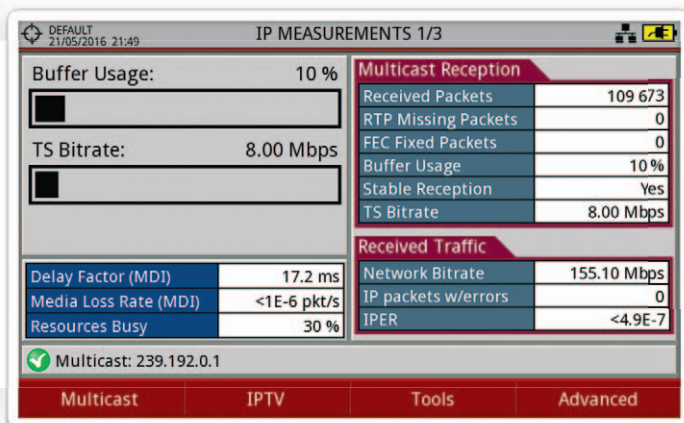 DEFAULT
21/05/2016 21:49
IP MEASUREMENTS 1/3
Buffer Usage: 10 %
TS Bitrate: 8.00 Mbps
Delay Factor (MDI) 17.2 ms
Media Loss Rate (MDI) <1E-6 pkt/s
Resources Busy 30 %
Multicast Reception
Received Packets 109 673
RTP Missing Packets 0
FEC Fixed Packets 0
Buffer Usage 10 %
Stable Reception Yes
TS Bitrate 8.00 Mbps
Received Traffic
Network Bitrate 155.10 Mbps
IP packets w/errors 0
IPER <4.9E-7
Multicast: 239.192.0.1
Multicast IPTV Tools Advanced